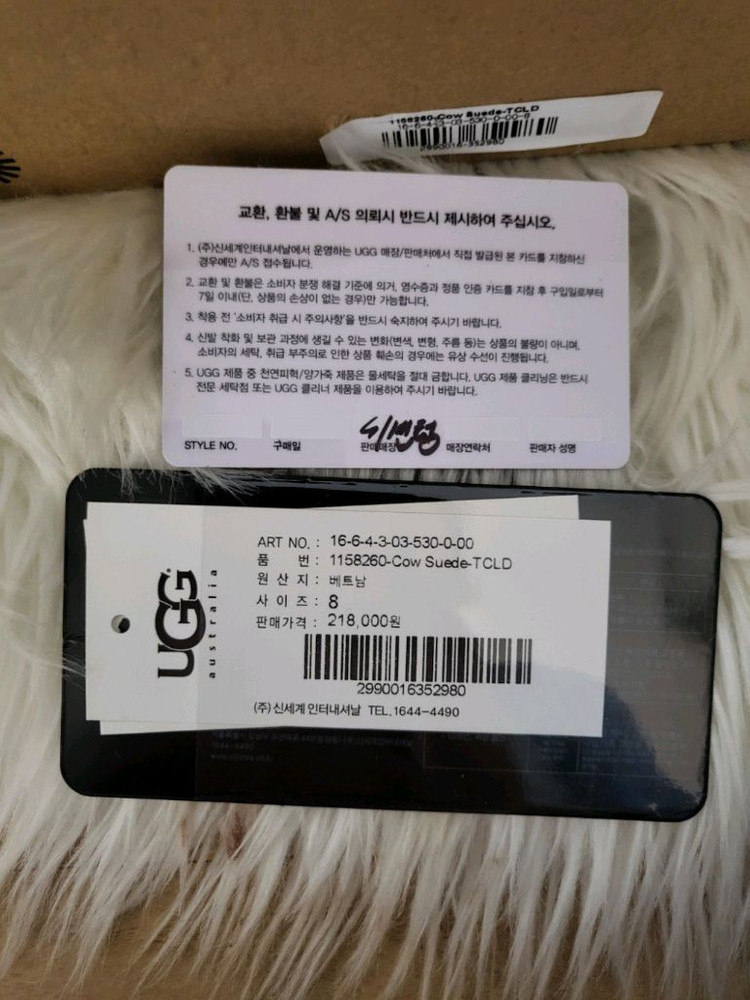 1158260-Cow Suede-TCLD
16-6-4-3-03-530-0-00-8
2990016-352980
교환, 환불 및 A/S 의뢰시 반드시 제시하여 주십시오.
1. (주)신세계인터내셔날에서 운영하는 UGG 매장/판매처에서 직접 발급된 본 카드를 지참하신
경우에만 A/S 접수됩니다.
2. 교환 및 환불은 소비자 분쟁 해결 기준에 의거, 영수증과 정품 인증 카드를 지참 후 구입일로부터
7일 이내(단, 상품의 손상이 없는 경우)만 가능합니다.
3. 착용 전 '소비자 취급 시 주의사항'을 반드시 숙지하여 주시기 바랍니다.
4. 신발 착화 및 보관 과정에 생길 수 있는 변화(변색, 변형, 주름 등)는 상품의 불량이 아니며,
소비자의 세탁, 취급 부주의로 인한 상품 훼손의 경우에는 유상 수선이 진행됩니다.
5. UGG 제품 중 천연피혁/양가죽 제품은 물세탁을 절대 금합니다. UGG 제품 클리닝은 반드시
전문 세탁점 또는 UGG 클리너 제품을 이용하여 주시기 바랍니다.
STYLE NO. 구매일 판매매장 매장연락처 판매자 성명
UGG
australia
ART NO. : 16-6-4-3-03-530-0-00
품 번 : 1158260-Cow Suede-TCLD
원 산 지 : 베트남
사 이 즈 : 8
판매가격 : 218,000원
2990016352980
(주)신세계인터내셔날 TEL.1644-4490